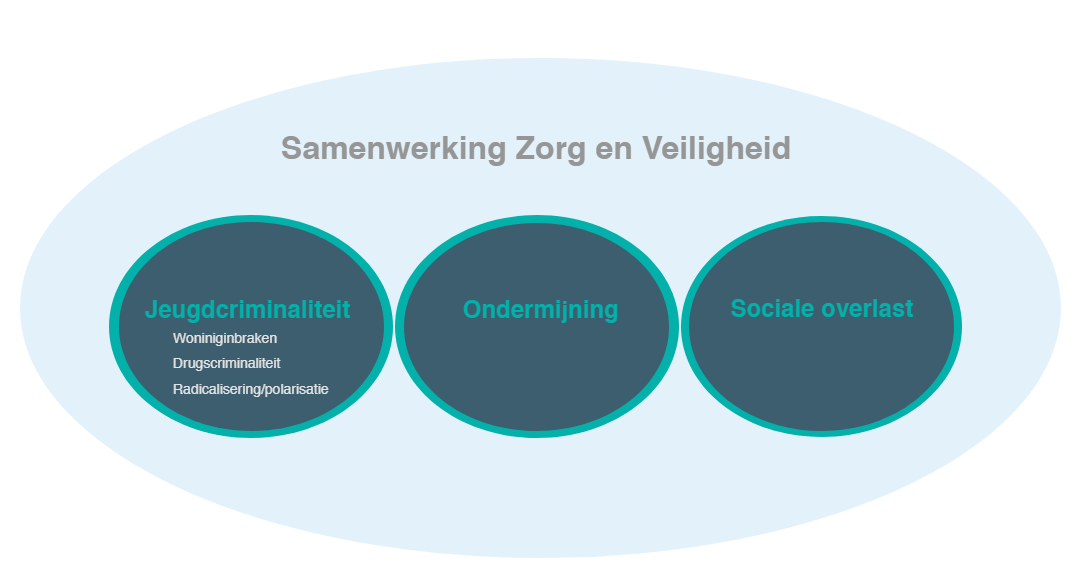 Samenwerking Zorg en Veiligheid
Jeugdcriminaliteit
Woniniginbraken
Drugscriminaliteit
Radicalisering/polarisatie
Ondermijning
Sociale overlast